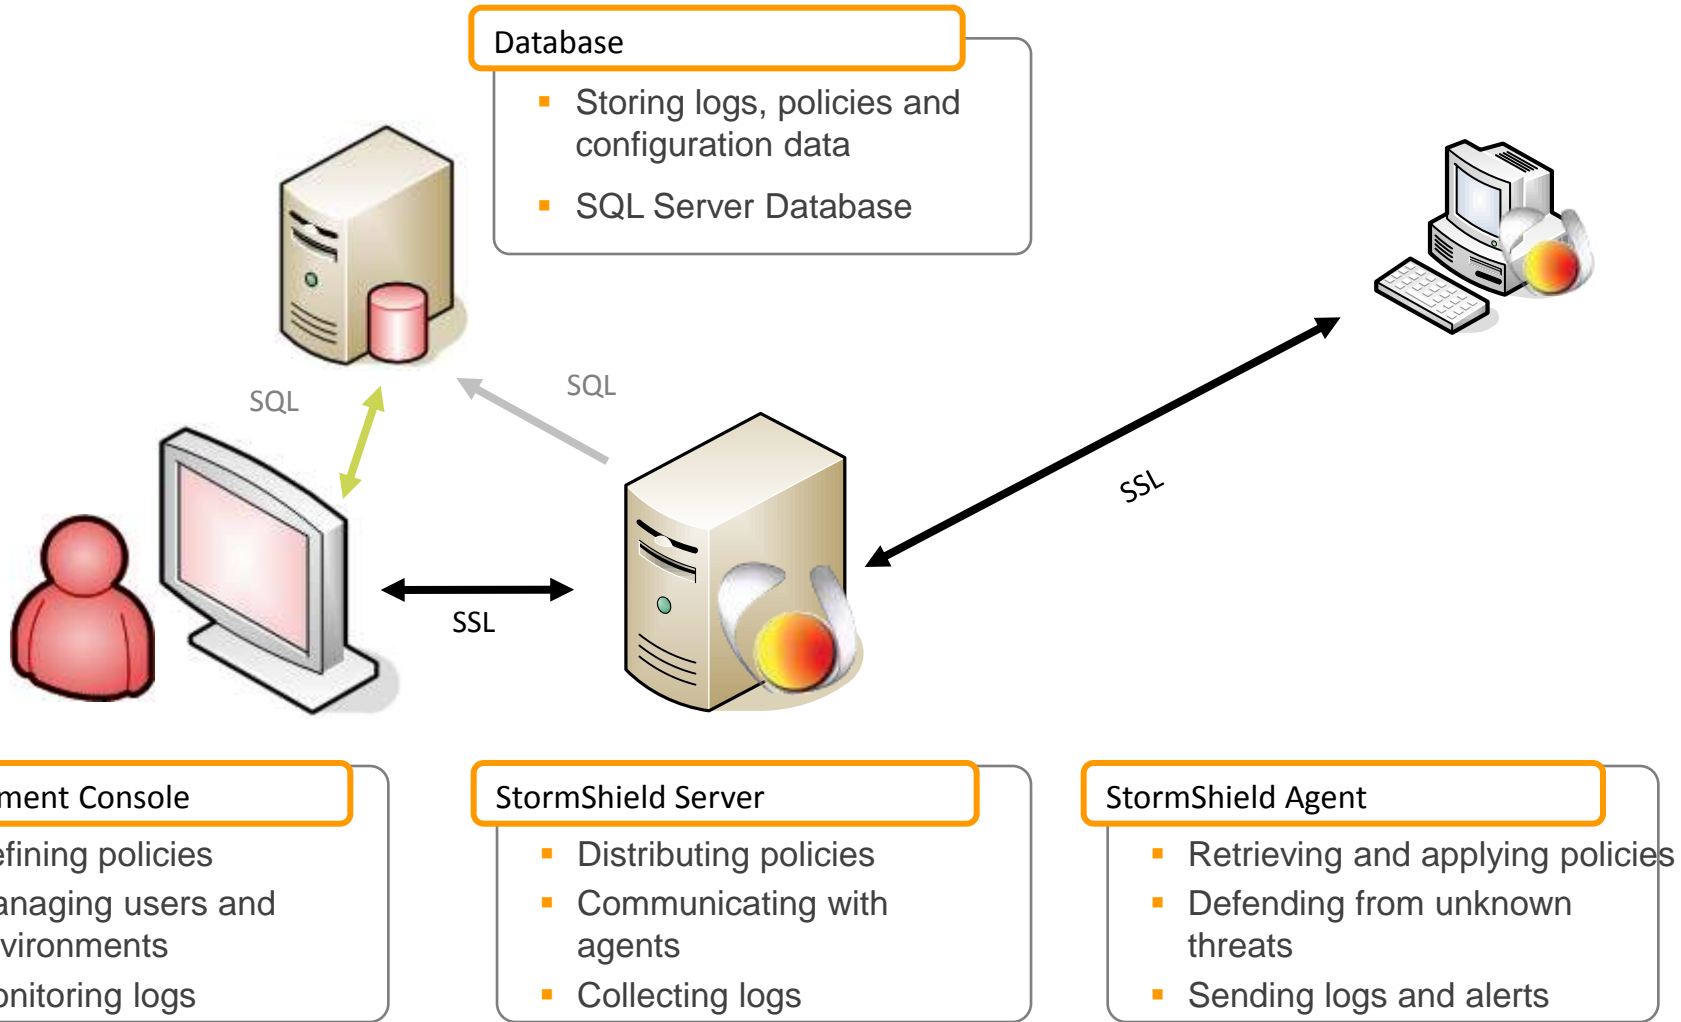 Database
Storing logs, policies and
configuration data
SQL Server Database
SQL
SQL
SSL
SSL
ment Console
efining policies
anaging users and
vironments
onitoring logs
StormShield Server
Distributing policies
Communicating with
agents
Collecting logs
StormShield Agent
Retrieving and applying policies
Defending from unknown
threats
Sending logs and alerts